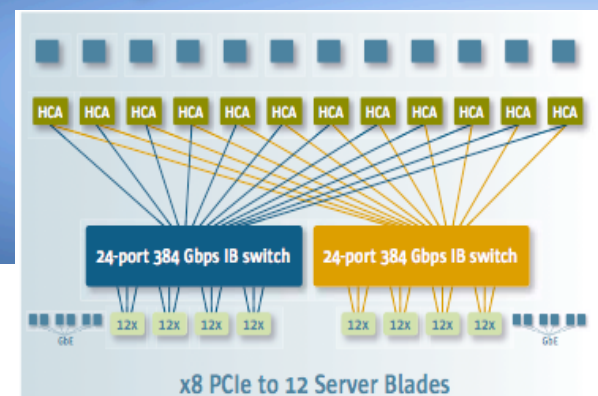 HCA HCA HCA HCA HCA HCA HCA HCA HCA HCA HCA HCA
24-port 384 Gbps IB switch 24-port 384 Gbps IB switch
12x 12x 12x 12x 12x 12x 12x 12x
GbE GbE
x8 PCIe to 12 Server Blades